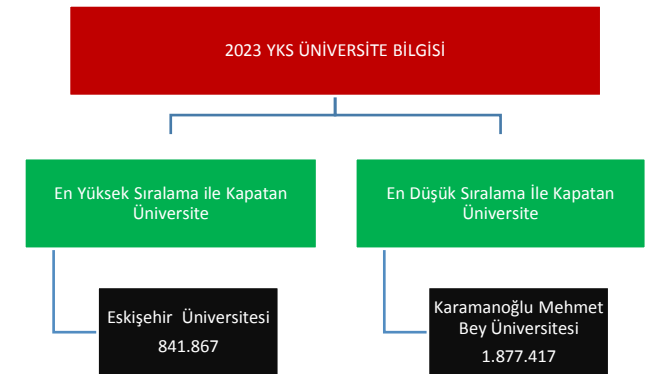 2023 YKS ÜNİVERSİTE BİLGİSİ
En Yüksek Sıralama ile Kapatan
Üniversite
En Düşük Sıralama İle Kapatan
Üniversite
Eskişehir Üniversitesi
841.867
Karamanoğlu Mehmet
Bey Üniversitesi
1.877.417